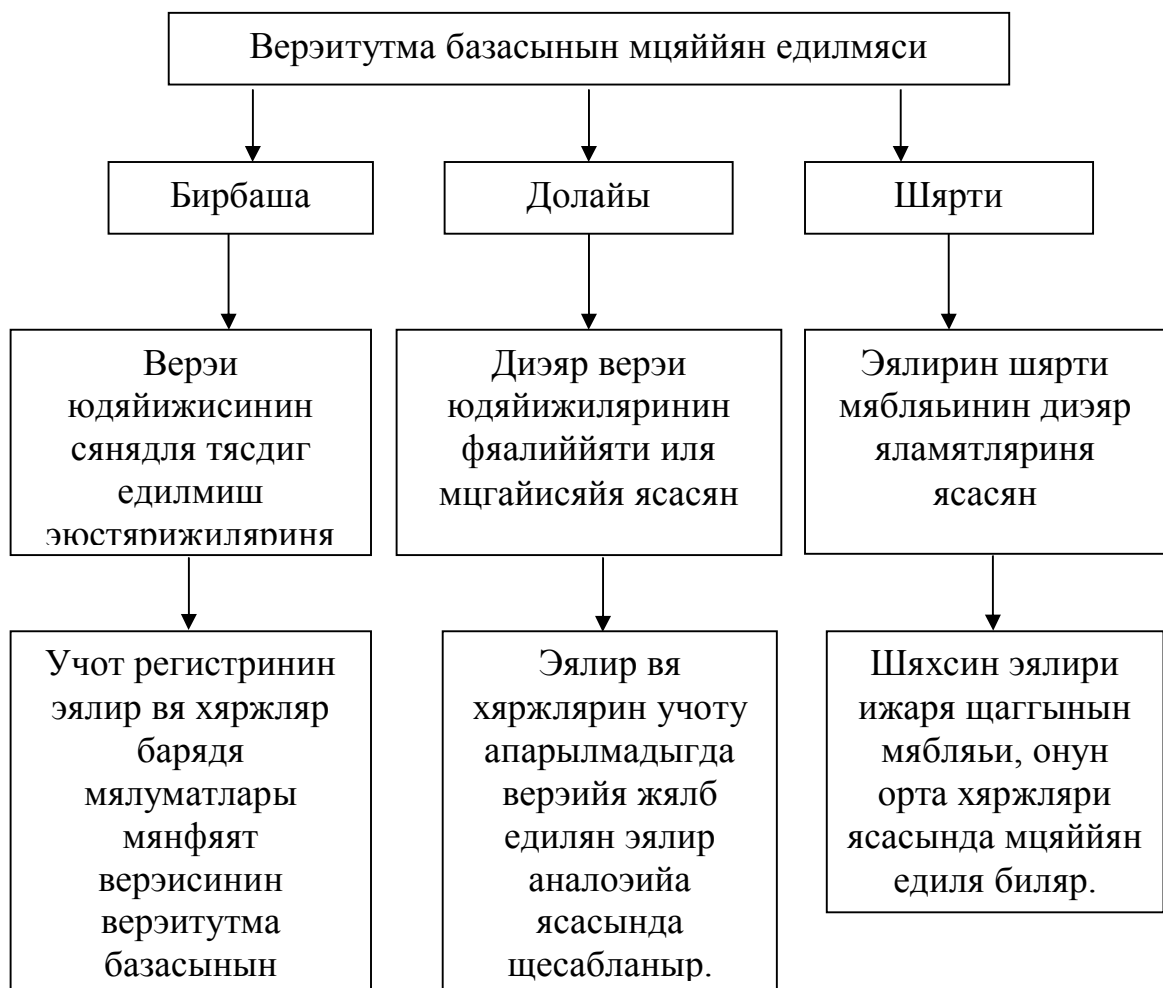 Верэитутма базасынын мцяййян едилмяси
Бирбаша
Долайы
Шярти
Верэи
юдяйижисинин
сянядля тясдиг
едилмиш
эюстярижиляриня
Диэяр верэи
юдяйижиляринин
фяалиййяти иля
мцгайисяйя ясасян
Эялирин шярти
мябляьинин диэяр
яламятляриня
ясасян
Учот регистринин
эялир вя хяржляр
барядя
мялуматлары
мянфяят
верэисинин
верэитутма
базасынын
Эялир вя
хяржлярин учоту
апарылмадыгда
верэийя жялб
едилян эялир
аналоэийа
ясасында
щесабланыр.
Шяхсин эялири
ижаря щаггынын
мябляьи, онун
орта хяржляри
ясасында мцяййян
едиля биляр.